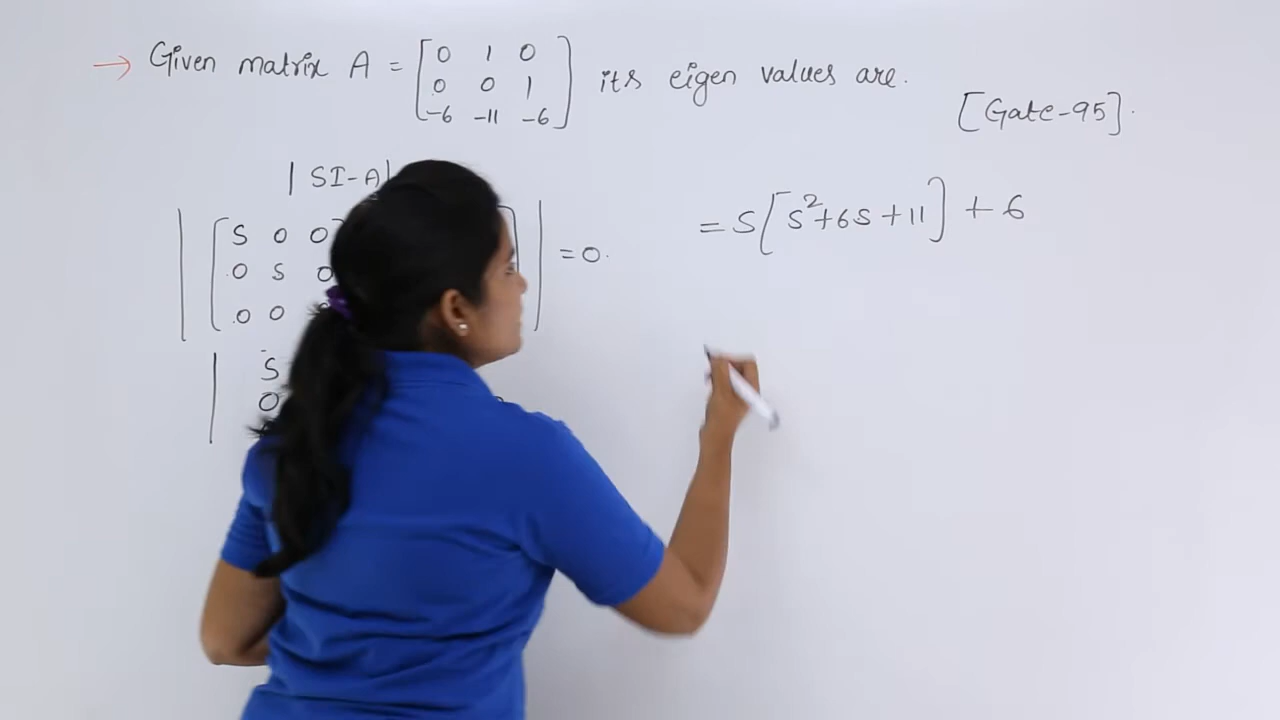 → Given matrix A = [0 1 0
0 0 1
-6 -11 -6] its eigen values are.
[Gate-95].
| SI-A|
S 0 0
0 S 0 = 0.
0 0
S
0
= S[S²+6S+11] + 6